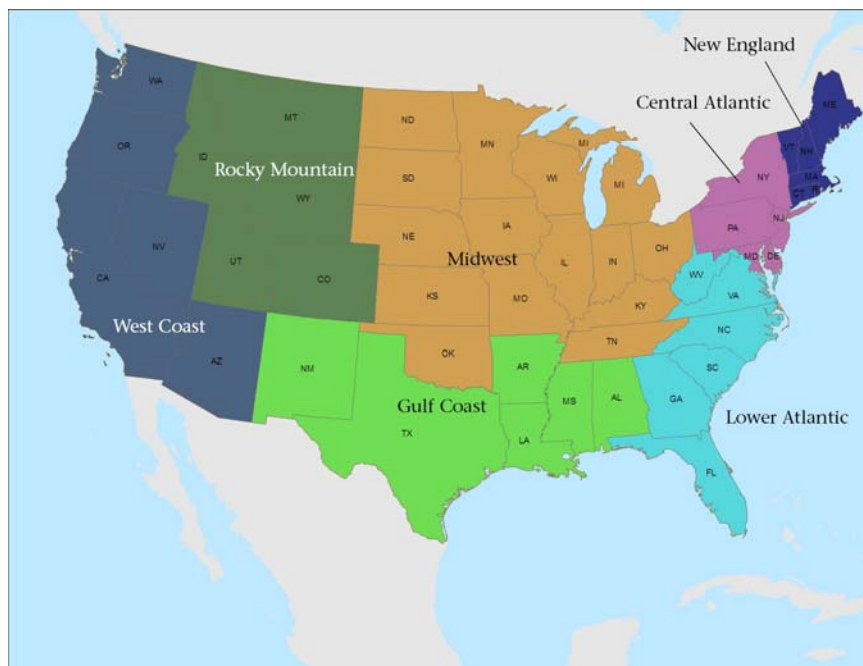 New England
Central Atlantic
WA
MT
ND
MN
ME
OR
ID
Rocky Mountain
SD
WI
MI
MI
VT
NH
NY
MA
CT
RI
WY
NE
IA
PA
NJ
NV
UT
CO
Midwest
IL
IN
OH
MD
DE
CA
KS
MO
WV
VA
KY
West Coast
AZ
NM
OK
AR
TN
NC
SC
Gulf Coast
TX
LA
MS
AL
GA
Lower Atlantic
FL